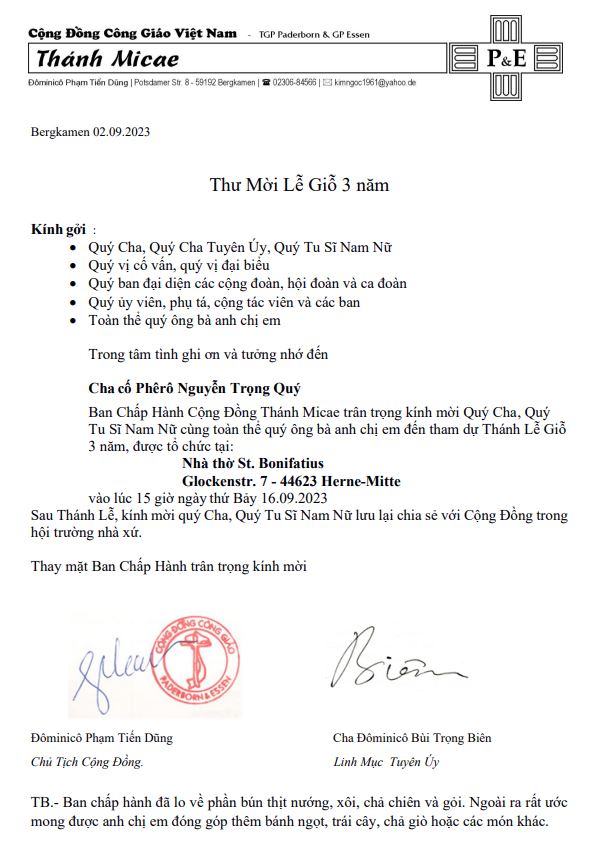 Cộng Đồng Công Giáo Việt Nam - TGP Paderborn & GP Essen
Thánh Micae
P&E
Đôminicô Phạm Tiến Dũng | Potsdamer Str. 8 - 59192 Bergkamen | ☎ 02306-84566 | ✉ kimngoc1961@yahoo.de
Bergkamen 02.09.2023
Thư Mời Lễ Giỗ 3 năm
Kính gởi :
• Quý Cha, Quý Cha Tuyên Úy, Quý Tu Sĩ Nam Nữ
• Quý vị cố vấn, quý vị đại biểu
• Quý ban đại diện các cộng đoàn, hội đoàn và ca đoàn
• Quý ủy viên, phụ tá, cộng tác viên và các ban
• Toàn thể quý ông bà anh chị em
Trong tâm tình ghi ơn và tưởng nhớ đến
Cha cố Phêrô Nguyễn Trọng Quý
Ban Chấp Hành Cộng Đồng Thánh Micae trân trọng kính mời Quý Cha, Quý
Tu Sĩ Nam Nữ cùng toàn thể quý ông bà anh chị em đến tham dự Thánh Lễ Giỗ
3 năm, được tổ chức tại:
Nhà thờ St. Bonifatius
Glockenstr. 7 - 44623 Herne-Mitte
vào lúc 15 giờ ngày thứ Bảy 16.09.2023
Sau Thánh Lễ, kính mời quý Cha, Quý Tu Sĩ Nam Nữ lưu lại chia sẻ với Cộng Đồng trong
hội trường nhà xứ.
Thay mặt Ban Chấp Hành trân trọng kính mời
CỘNG ĐỒNG CÔNG GIÁO
PADERBORN & ESSEN
Biên
Đôminicô Phạm Tiến Dũng
Cha Đôminicô Bùi Trọng Biên
Chủ Tịch Cộng Đồng.
Linh Mục Tuyên Úy
TB.- Ban chấp hành đã lo về phần bún thịt nướng, xôi, chả chiên và gỏi. Ngoài ra rất ước
mong được anh chị em đóng góp thêm bánh ngọt, trái cây, chả giò hoặc các món khác.